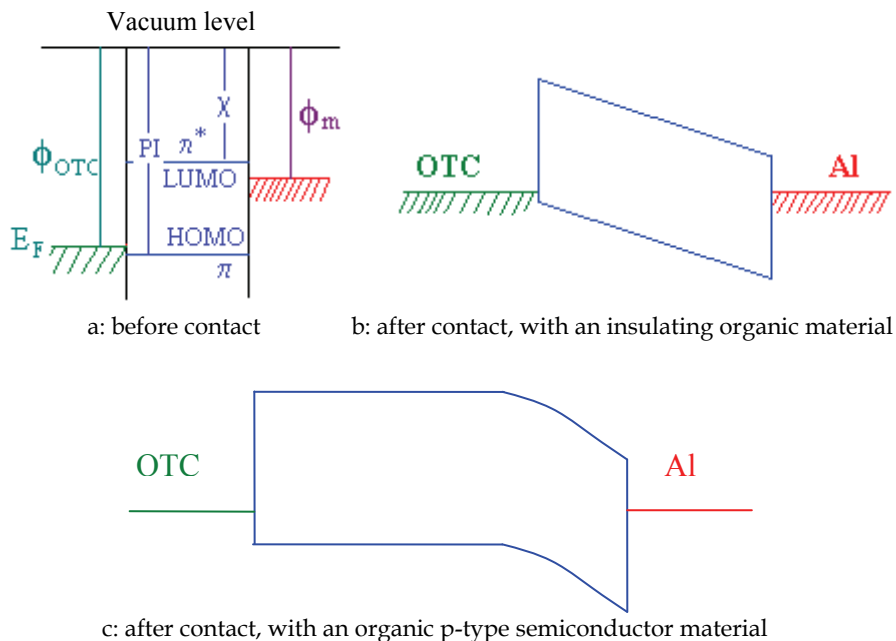 Vacuum level
χ
ϕm
PI
π*
ϕOTC
LUMO
HOMO
EF
π
a: before contact
OTC
Al
b: after contact, with an insulating organic material
OTC
Al
c: after contact, with an organic p-type semiconductor material